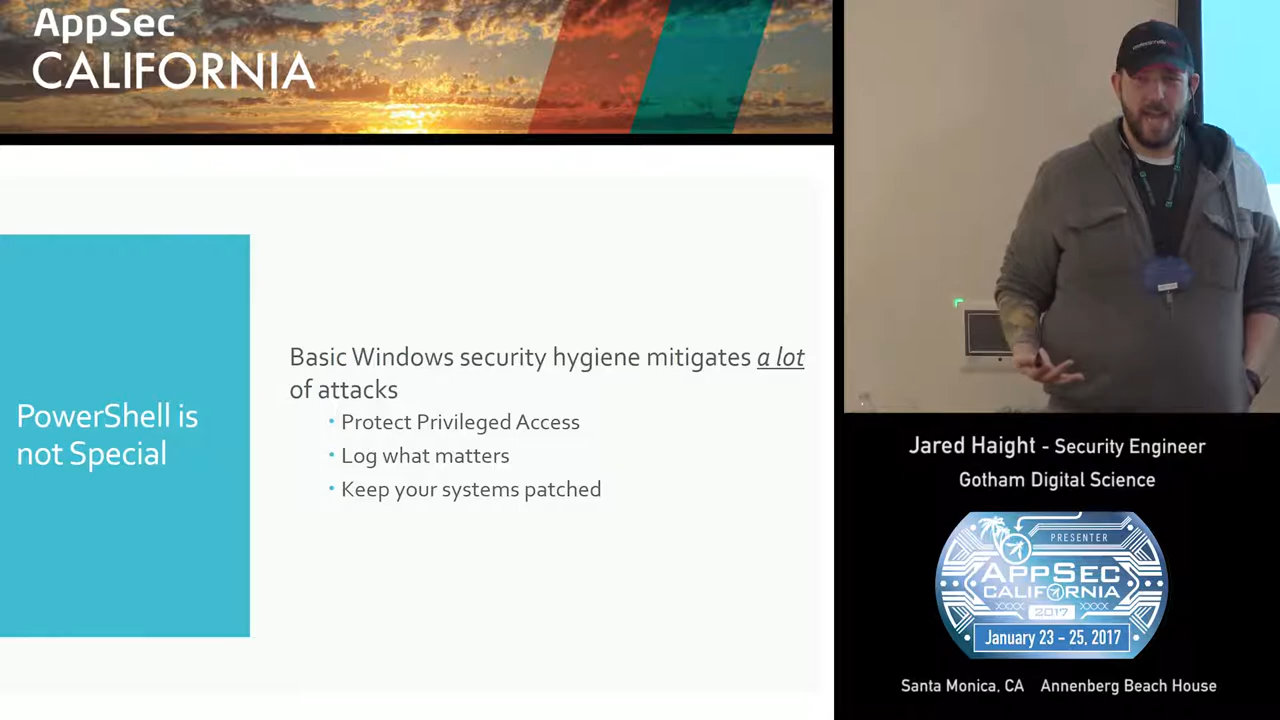 AppSec
CALIFORNIA
PowerShell is
not Special
Basic Windows security hygiene mitigates a lot
of attacks
• Protect Privileged Access
• Log what matters
• Keep your systems patched
Jared Haight - Security Engineer
Gotham Digital Science
PRESENTER
APPSEC
CALIFORNIA
XXXX 2017 XXXX
January 23 - 25, 2017
Santa Monica, CA Annenberg Beach House